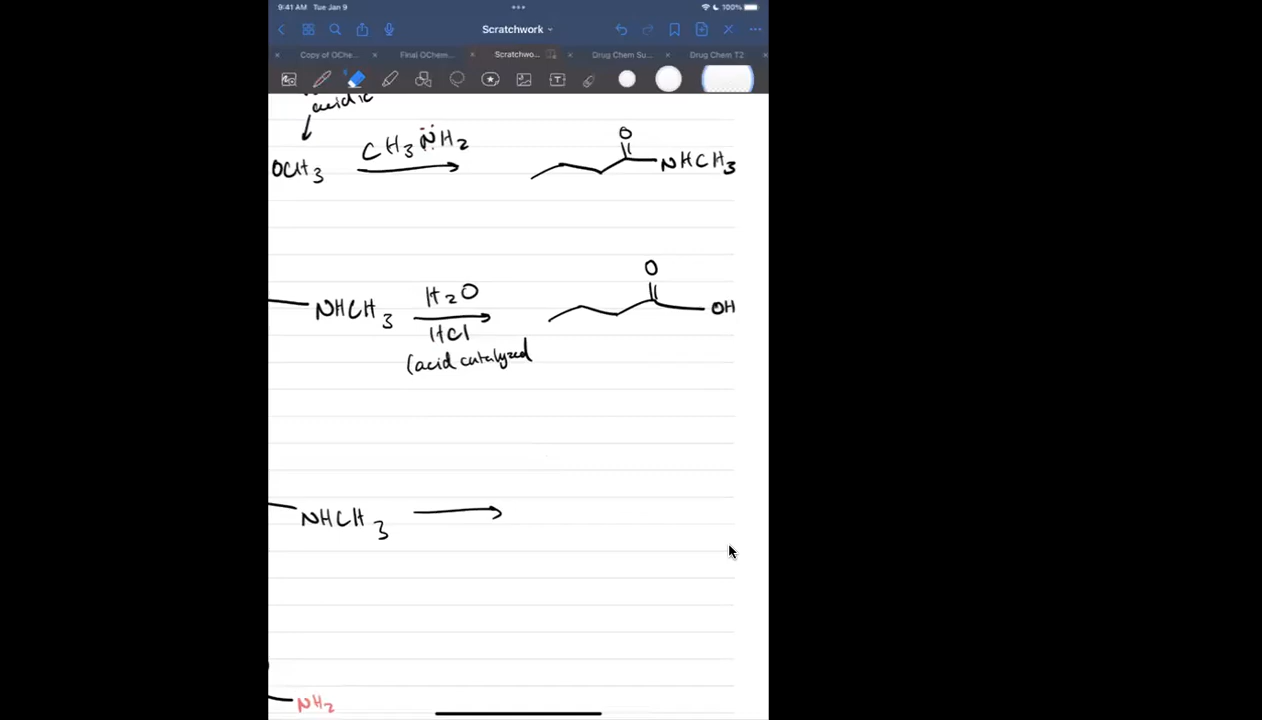 9:41 AM Tue Jan 9
100%
Scratchwork
Copy of OChe...
Final OChem...
Scratchwo...
Drug Chem Su...
Drug Chem T2
acidic
OCH3 CH3NH2 O
NHCH3
O
NHCH3 H2O OH
HCl
(acid catalyzed
NHCH3
NH2